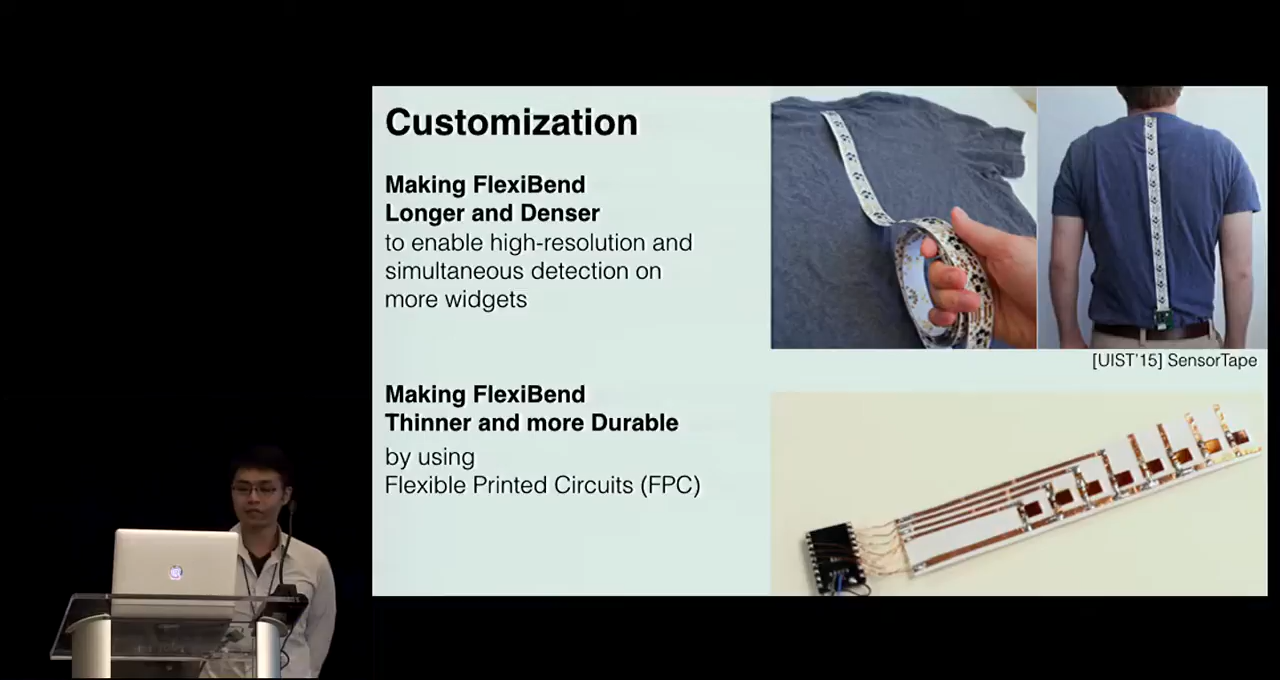 Customization
Making FlexiBend
Longer and Denser
to enable high-resolution and
simultaneous detection on
more widgets
[UIST'15] SensorTape
Making FlexiBend
Thinner and more Durable
by using
Flexible Printed Circuits (FPC)